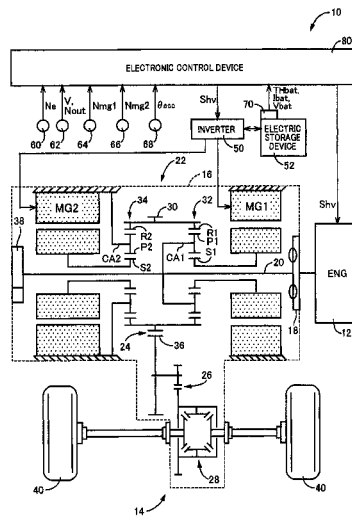 10
80
ELECTRONIC CONTROL DEVICE
Ne
V,
Nout
Nmg1
Nmg2
θacc
Shv
70
THbat,
Ibat,
Vbat
60
62
64
66
68
INVERTER
50
ELECTRIC
STORAGE
DEVICE
52
Shv
22
16
34
30
32
38
MG2
MG1
R2
P2
CA2
S2
R1
P1
CA1
S1
20
ENG
12
18
24
36
26
28
40
40
14